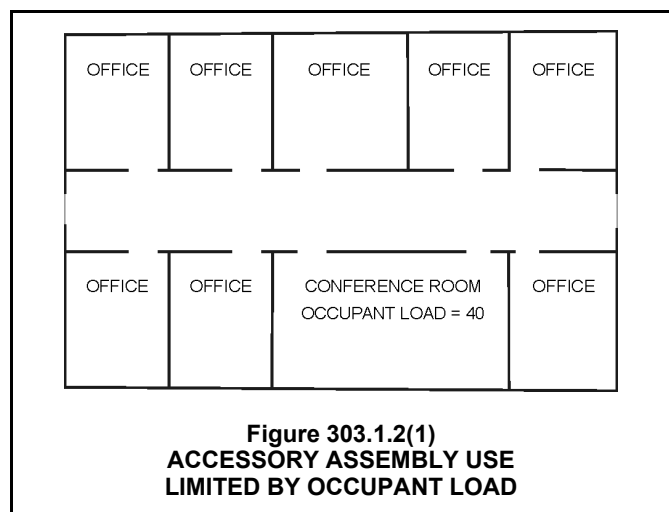 OFFICE OFFICE OFFICE OFFICE OFFICE
OFFICE OFFICE CONFERENCE ROOM OFFICE
OCCUPANT LOAD = 40
Figure 303.1.2(1)
ACCESSORY ASSEMBLY USE
LIMITED BY OCCUPANT LOAD